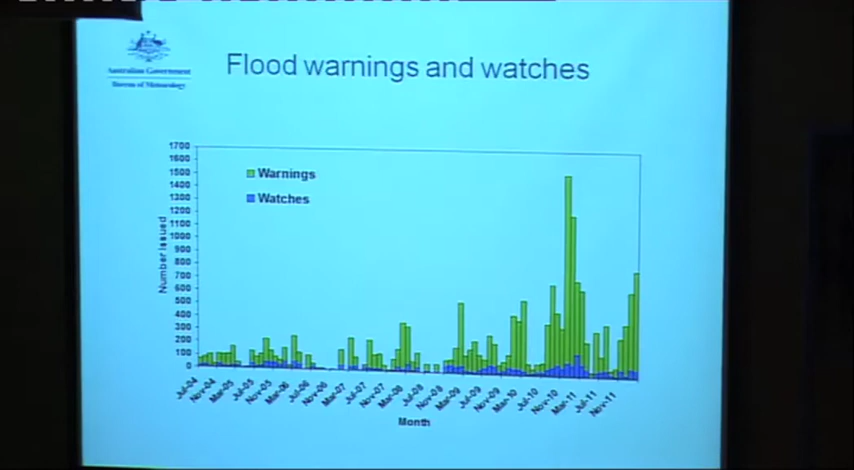 Australian Government
Bureau of Meteorology
Flood warnings and watches
1700
1600
1500
1400
1300
1200
1100
1000
900
800
700
600
500
400
300
200
100
0
Number Issued
Warnings
Watches
Jul-04
Nov-04
Mar-05
Jul-05
Nov-05
Mar-06
Jul-06
Nov-06
Mar-07
Jul-07
Nov-07
Mar-08
Jul-08
Nov-08
Mar-09
Jul-09
Nov-09
Mar-10
Jul-10
Nov-10
Mar-11
Jul-11
Nov-11
Month